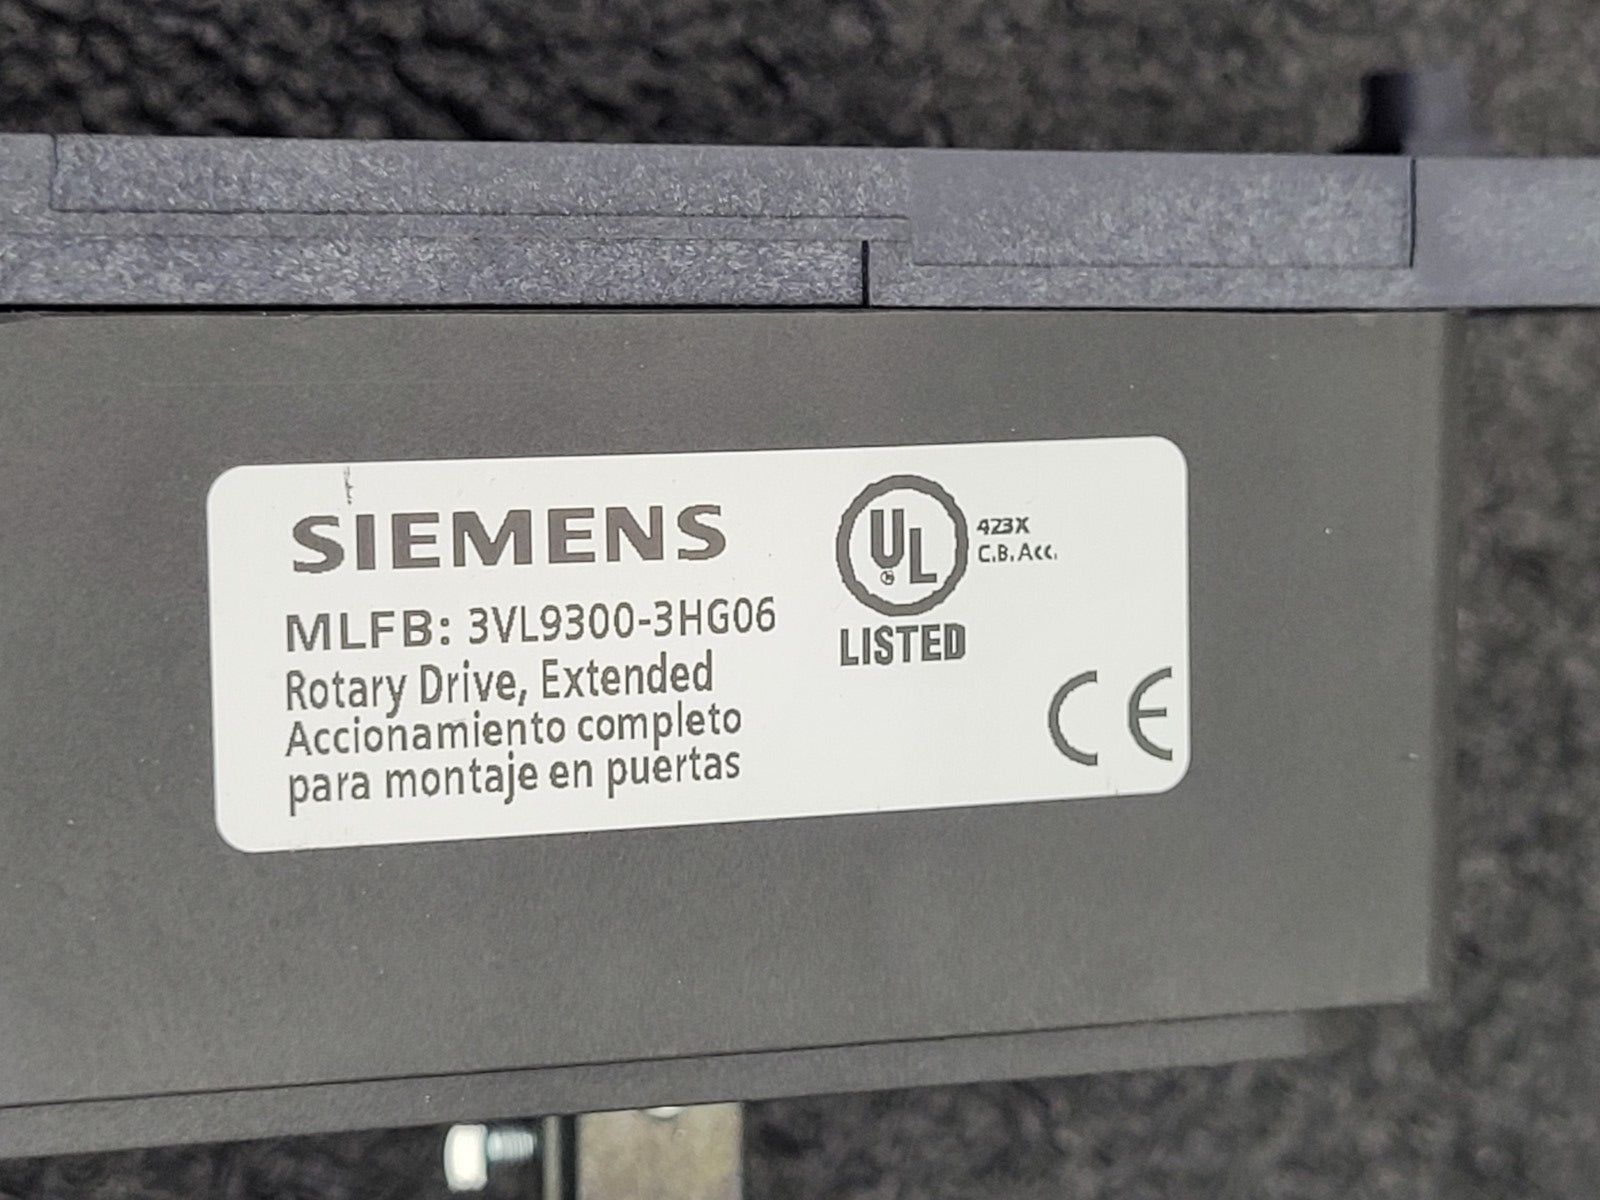 SIEMENS
MLFB: 3VL9300-3HG06
Rotary Drive, Extended
Accionamiento completo
para montaje en puertas
UL
423X
C.B. Acc.
LISTED
CE